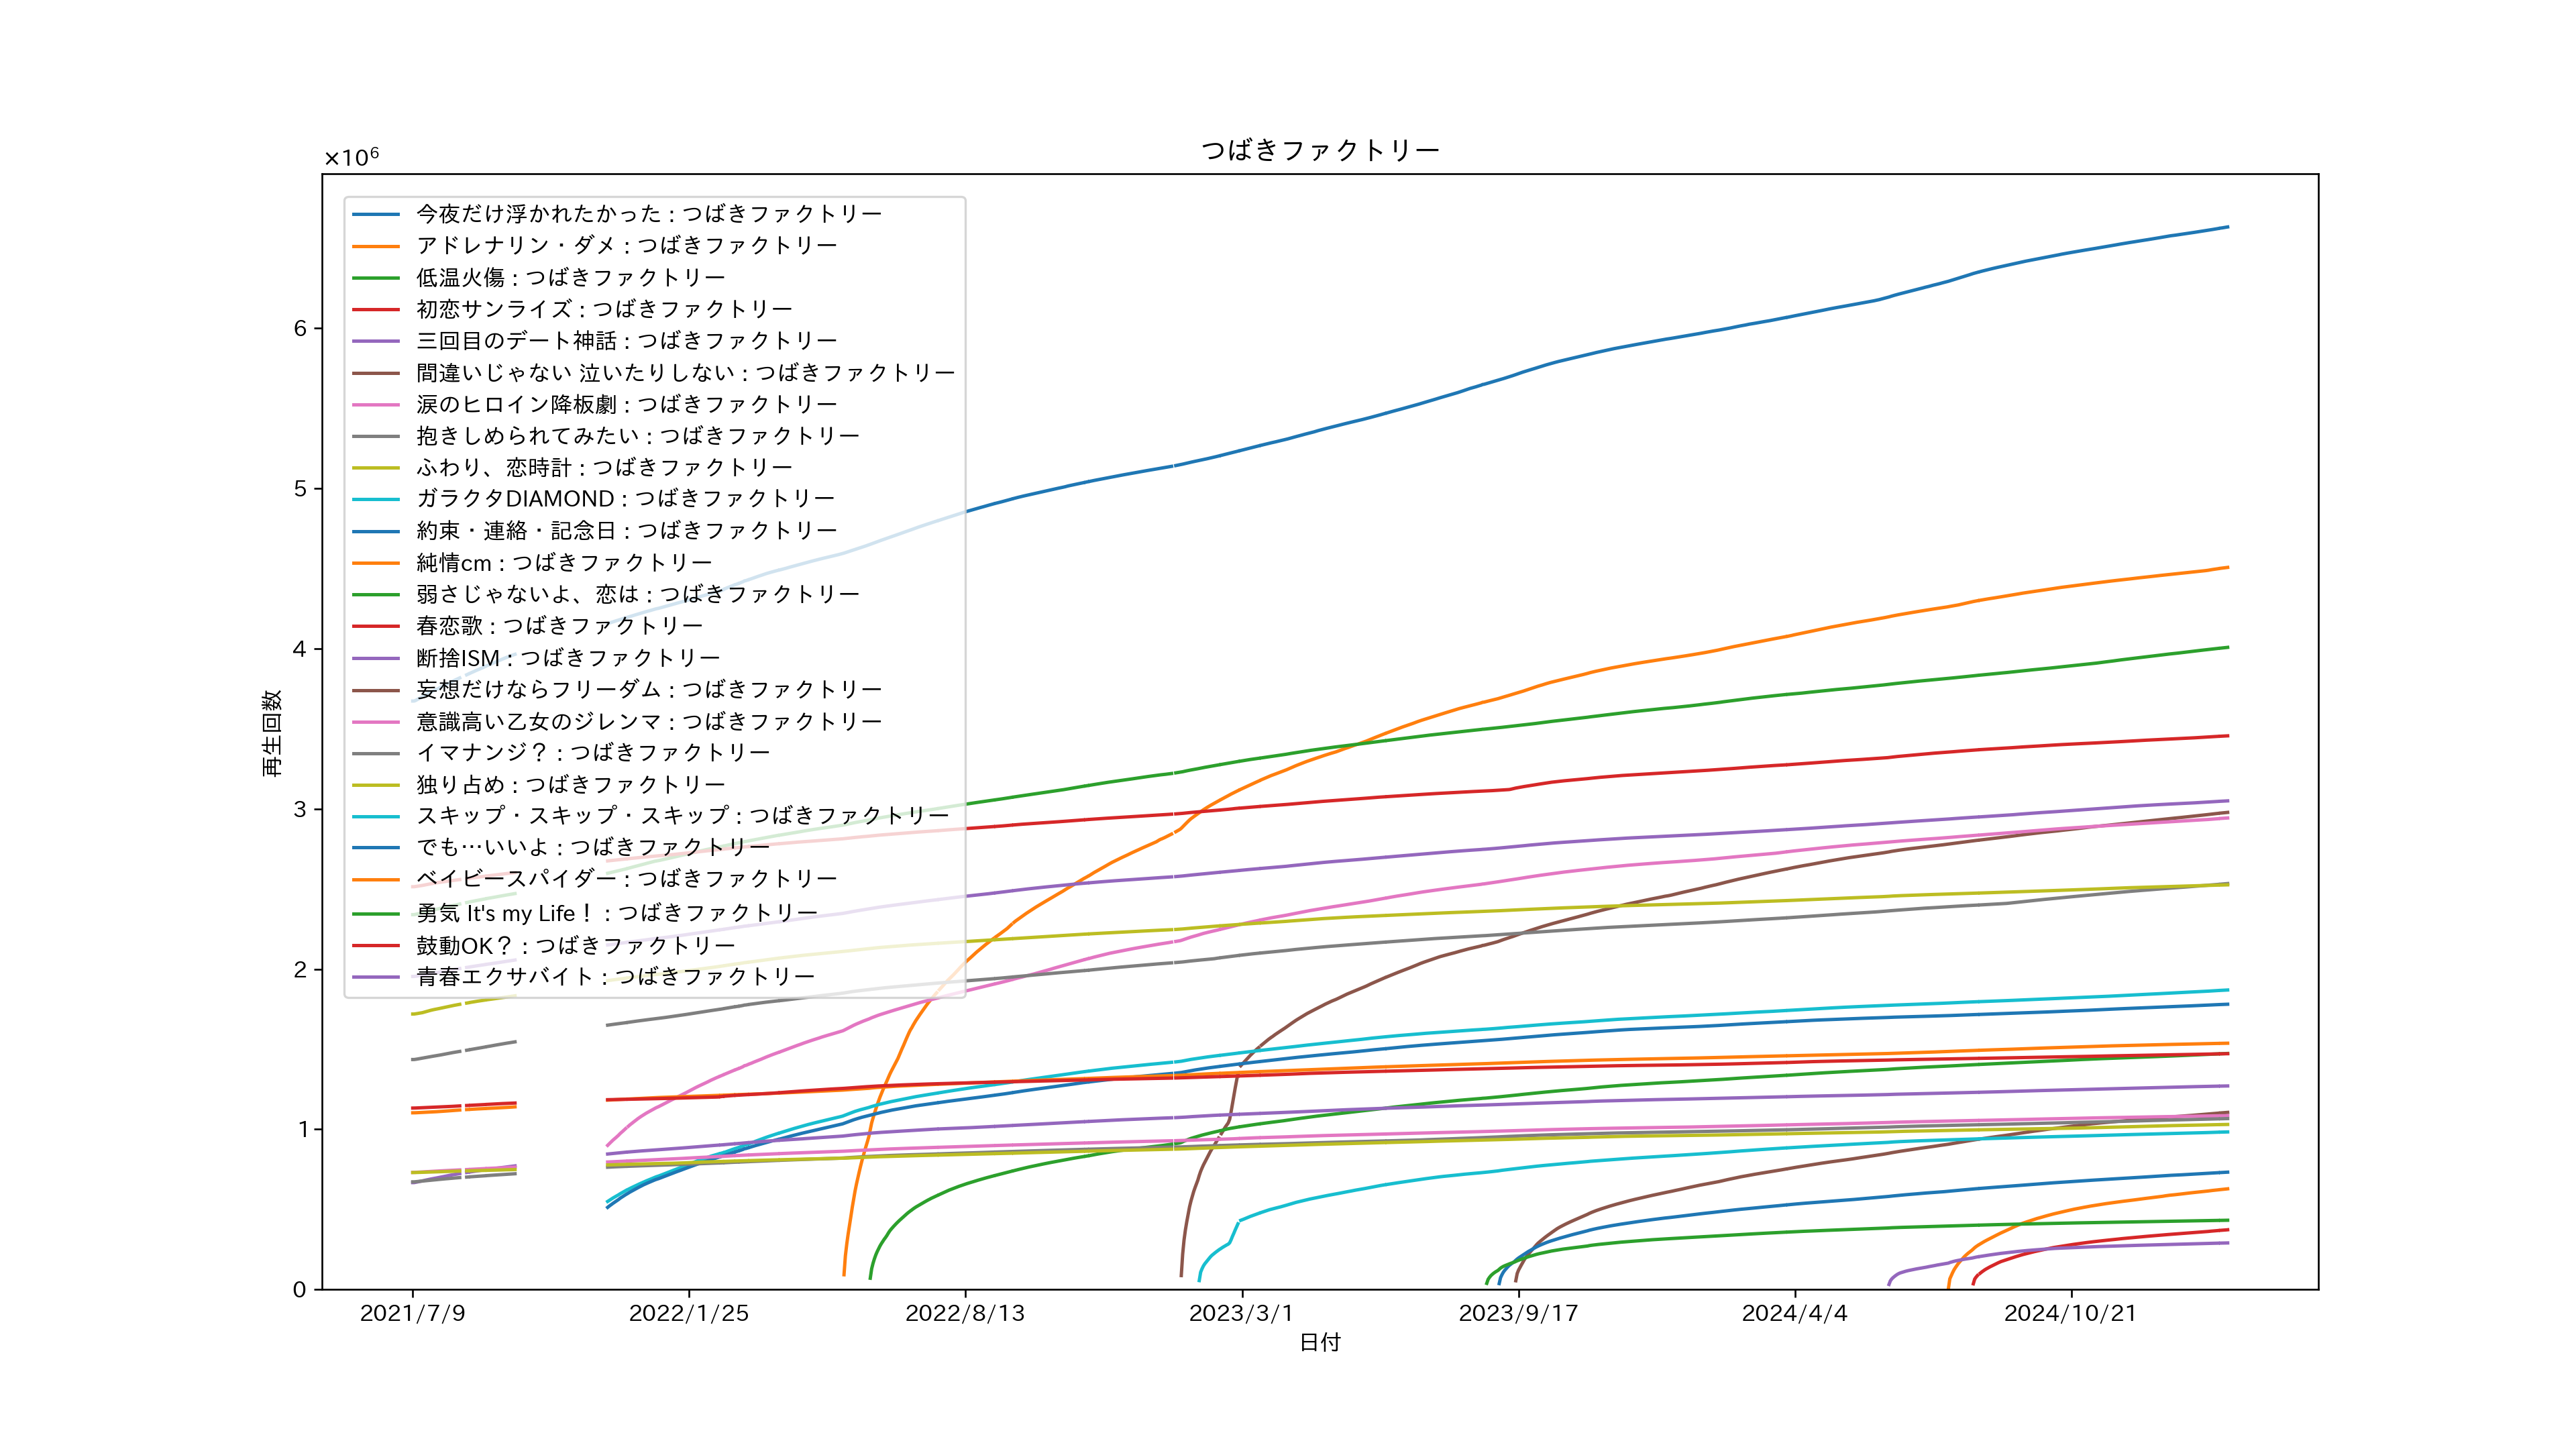 つばきファクトリー
×10⁶
今夜だけ浮かれたかった : つばきファクトリー
アドレナリン・ダメ : つばきファクトリー
低温火傷 : つばきファクトリー
初恋サンライズ : つばきファクトリー
三回目のデート神話 : つばきファクトリー
間違いじゃない 泣いたりしない : つばきファクトリー
涙のヒロイン降板劇 : つばきファクトリー
抱きしめられてみたい : つばきファクトリー
ふわり、恋時計 : つばきファクトリー
ガラクタDIAMOND : つばきファクトリー
約束・連絡・記念日 : つばきファクトリー
純情cm : つばきファクトリー
弱さじゃないよ、恋は : つばきファクトリー
春恋歌 : つばきファクトリー
断捨ISM : つばきファクトリー
妄想だけならフリーダム : つばきファクトリー
意識高い乙女のジレンマ : つばきファクトリー
イマナンジ？ : つばきファクトリー
独り占め : つばきファクトリー
スキップ・スキップ・スキップ : つばきファクトリー
でも…いいよ : つばきファクトリー
ベイビースパイダー : つばきファクトリー
勇気 It's my Life！ : つばきファクトリー
鼓動OK？ : つばきファクトリー
青春エクサバイト : つばきファクトリー
再生回数
6
5
4
3
2
1
0
2021/7/9 2022/1/25 2022/8/13 2023/3/1 2023/9/17 2024/4/4 2024/10/21
日付